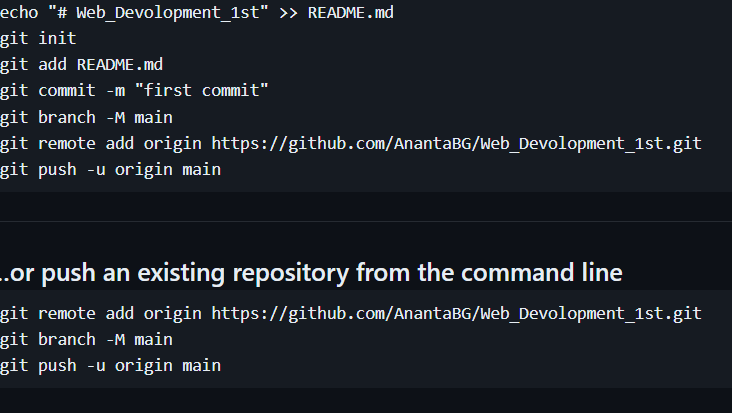 echo "# Web_Devolopment_1st" >> README.md
git init
git add README.md
git commit -m "first commit"
git branch -M main
git remote add origin https://github.com/AnantaBG/Web_Devolopment_1st.git
git push -u origin main
...or push an existing repository from the command line
git remote add origin https://github.com/AnantaBG/Web_Devolopment_1st.git
git branch -M main
git push -u origin main